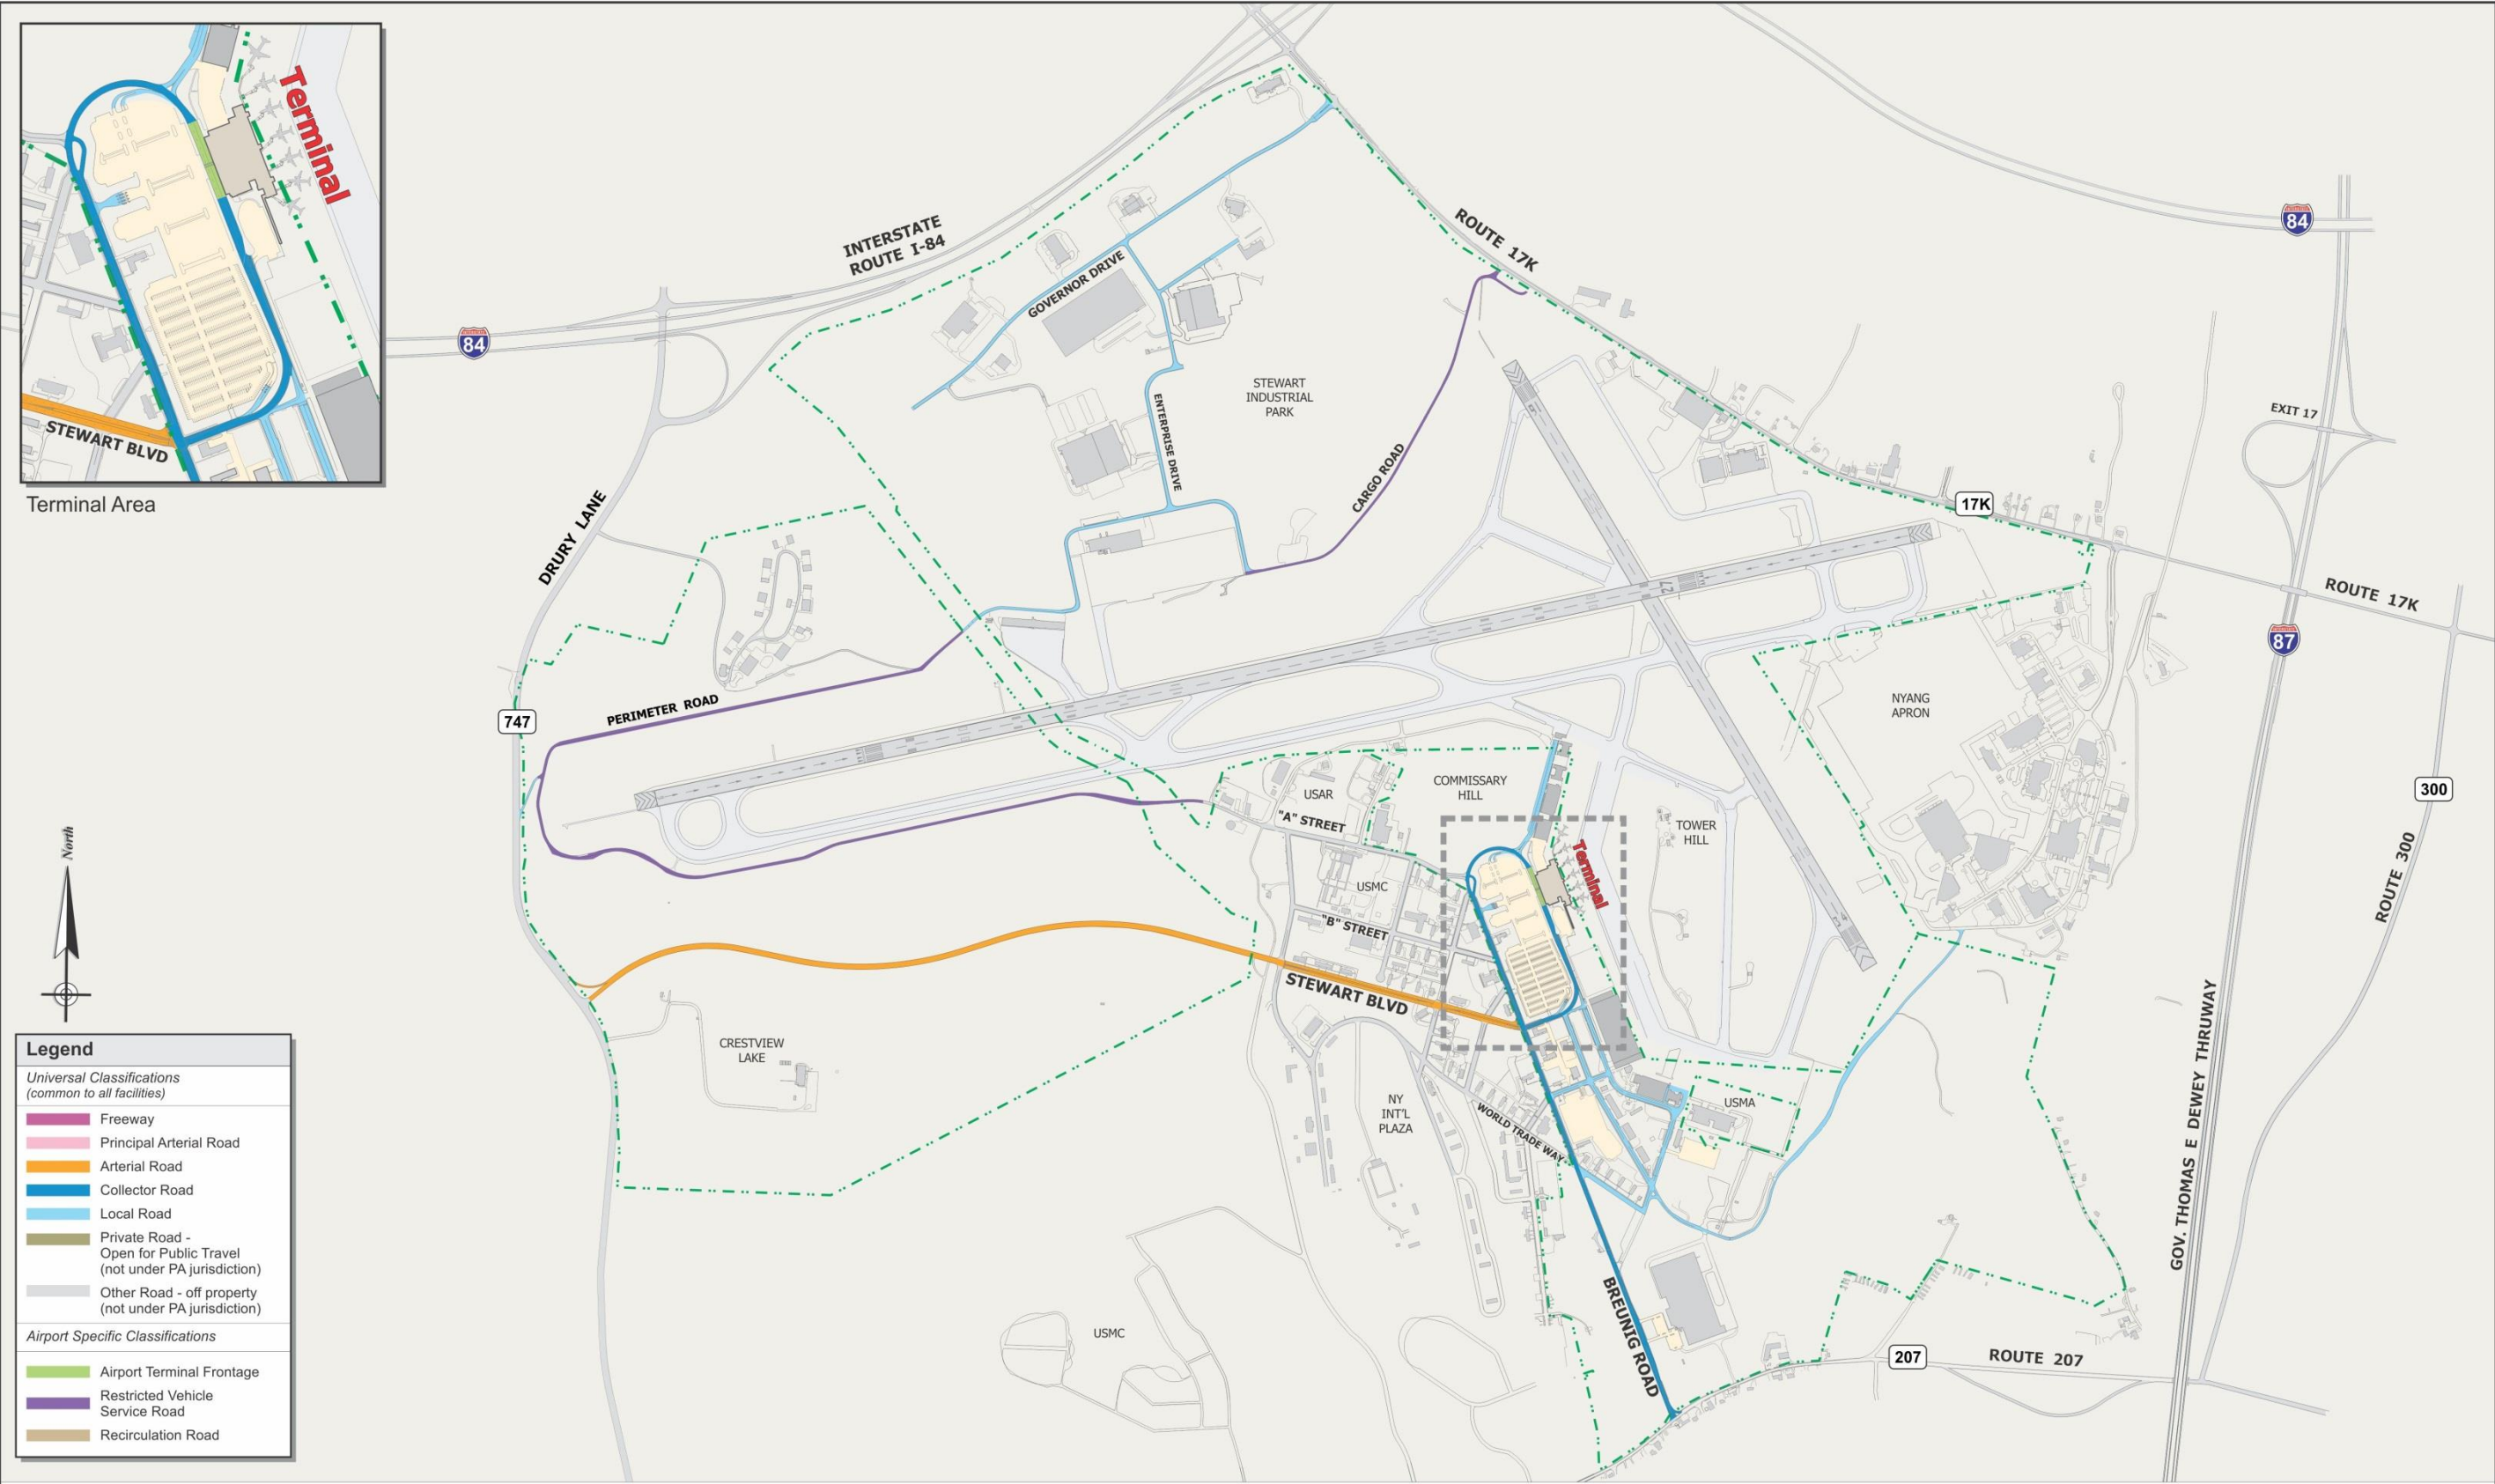 Terminal
STEWART BLVD
Terminal Area
INTERSTATE
ROUTE I-84
84
84
ROUTE 17K
GOVERNOR DRIVE
STEWART
INDUSTRIAL
PARK
ENTERPRISE DRIVE
CARGO ROAD
EXIT 17
17K
DRURY LANE
ROUTE 17K
87
747
PERIMETER ROAD
27
NYANG
APRON
300
COMMISSARY
HILL
USAR
"A" STREET
TOWER
HILL
Terminal
USMC
"B" STREET
ROUTE 300
STEWART BLVD
North
CRESTVIEW
LAKE
NY
INT'L
PLAZA
USMA
WORLD TRADE WAY
GOV. THOMAS E DEWEY THRUWAY
BREUNIG ROAD
USMC
207
ROUTE 207
Legend
Universal Classifications
(common to all facilities)
Freeway
Principal Arterial Road
Arterial Road
Collector Road
Local Road
Private Road -
Open for Public Travel
(not under PA jurisdiction)
Other Road - off property
(not under PA jurisdiction)
Airport Specific Classifications
Airport Terminal Frontage
Restricted Vehicle
Service Road
Recirculation Road